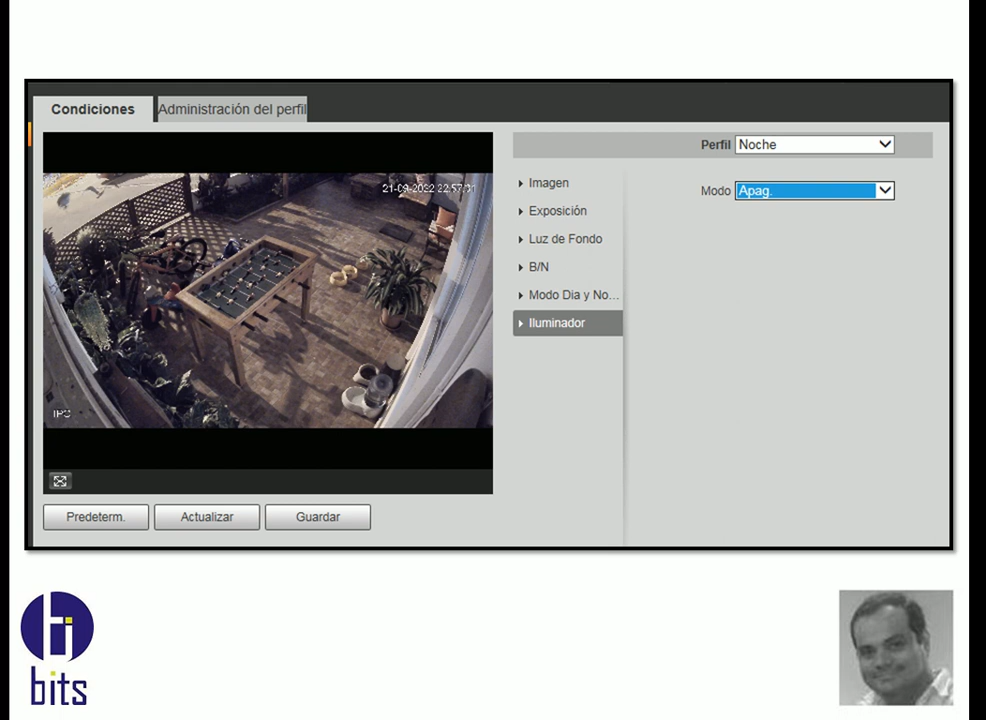 Condiciones
Administración del perfil
Perfil Noche
Modo Apag.
21-09-2022 22:57:31
Imagen
Exposición
Luz de Fondo
B/N
Modo Dia y No...
Iluminador
IPC
Predeterm.
Actualizar
Guardar
bits